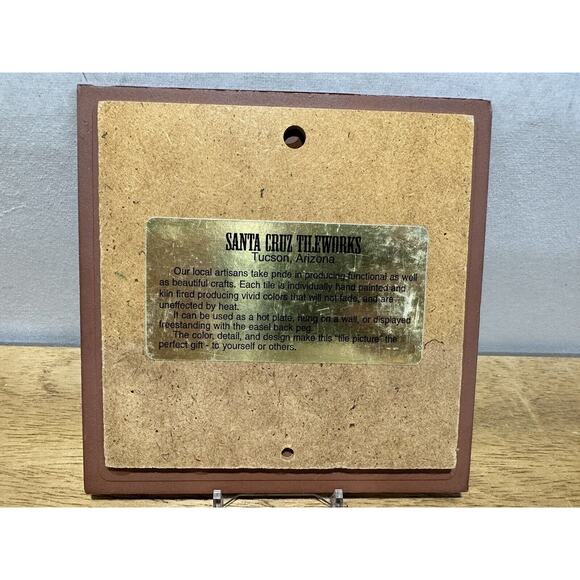 SANTA CRUZ TILEWORKS
Tucson, Arizona
Our local artisans take pride in producing functional as well
as beautiful crafts. Each tile is individually hand painted and
kiln fired producing vivid colors that will not fade, and are
uneffected by heat.
It can be used as a hot plate, hung on a wall, or displayed
freestanding with the easel back peg.
The color, detail, and design make this "tile picture" the
perfect gift - to yourself or others.